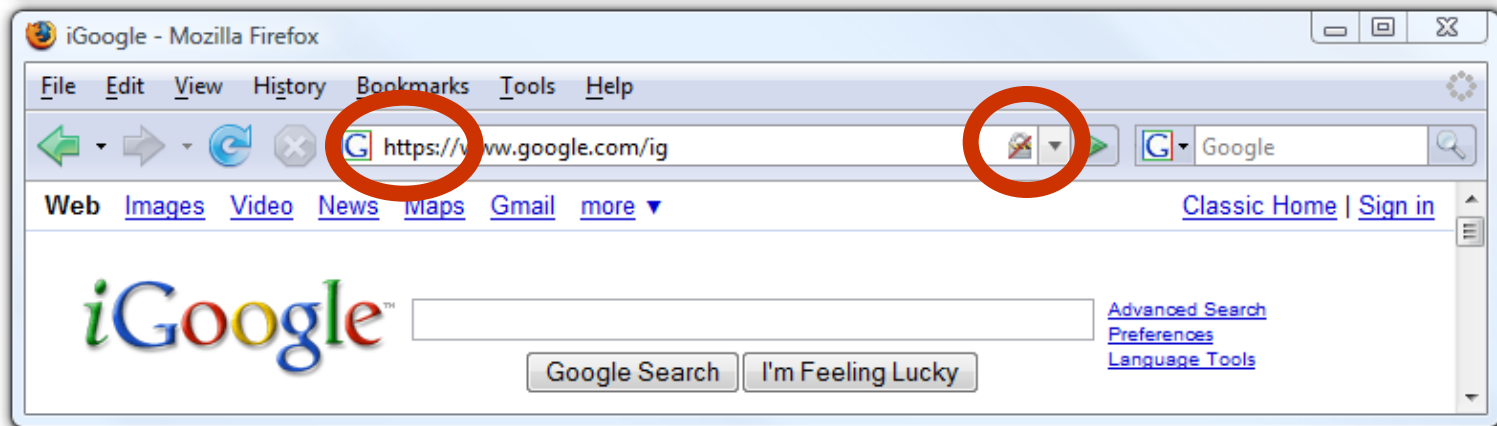 iGoogle - Mozilla Firefox
File Edit View History Bookmarks Tools Help
G https://www.google.com/ig G Google
Web Images Video News Maps Gmail more ▼ Classic Home | Sign in
iGoogle™
Advanced Search
Preferences
Language Tools
Google Search I'm Feeling Lucky